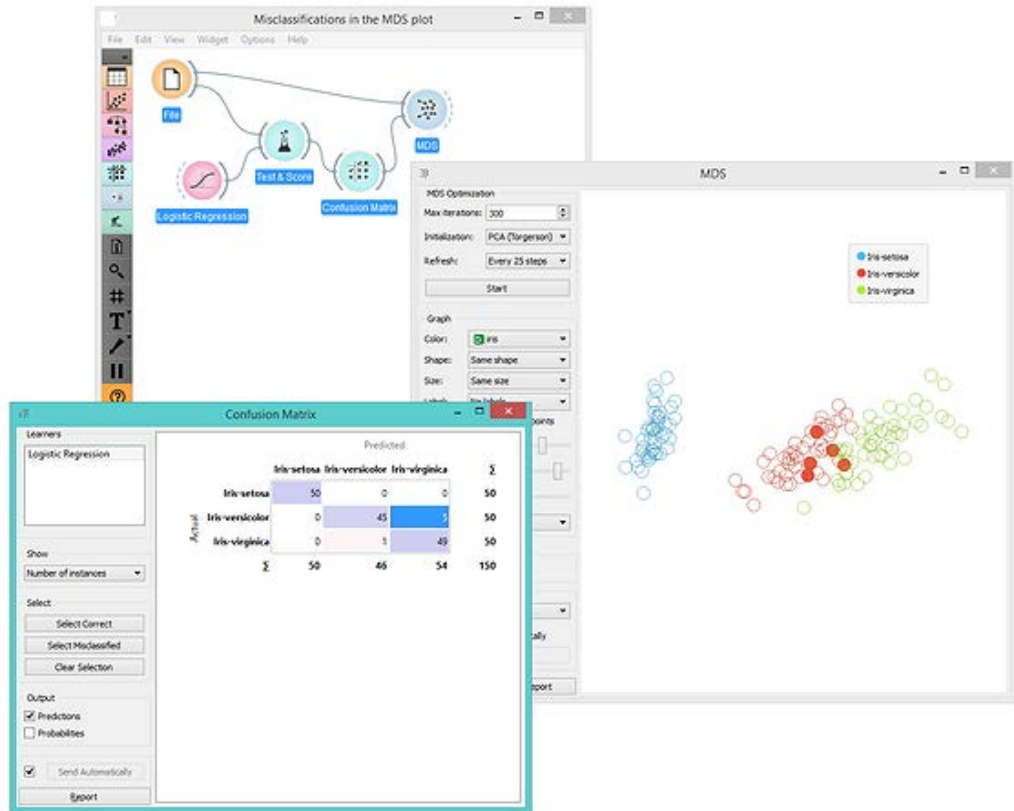 Misclassifications in the MDS plot
File Edit View Widget Options Help
File
MDS
Test & Score
Confusion Matrix
Logistic Regression
MDS
MDS Optimization
Max iterations: 300
Initialization: PCA (Torgerson)
Refresh: Every 25 steps
Start
Graph
Color: iris
Shape: Same shape
Size: Same size
points
ally
port
Iris-setosa
Iris-versicolor
Iris-virginica
Confusion Matrix
Learners
Logistic Regression
Show
Number of instances
Select
Select Correct
Select Misclassified
Clear Selection
Output
Predictions
Probabilities
Send Automatically
Report
Predicted
Iris-setosa Iris-versicolor Iris-virginica Σ
Actual
Iris-setosa 50 0 0 50
Iris-versicolor 0 45 5 50
Iris-virginica 0 1 49 50
Σ 50 46 54 150